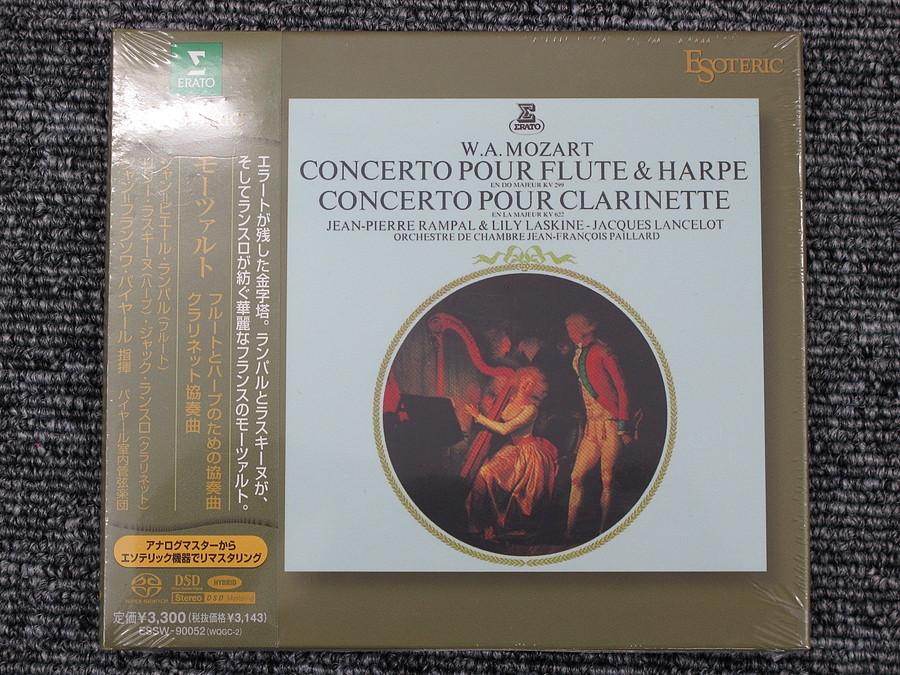 ERATO
ESOTERIC
ERATO
W.A.MOZART
CONCERTO POUR FLUTE & HARPE
EN DO MAJEUR KV 299
CONCERTO POUR CLARINETTE
EN LA MAJEUR KV 622
JEAN-PIERRE RAMPAL & LILY LASKINE-JACQUES LANCELOT
ORCHESTRE DE CHAMBRE JEAN-FRANÇOIS PAILLARD
エラートが残した金字塔。ランパルとラスキーヌが、
そしてランスロが紡ぐ華麗なフランスのモーツァルト。
モーツァルト
フルートとハープのための協奏曲
クラリネット協奏曲
ジャン=ピエール・ランパル(フルート)
リリー・ラスキーヌ(ハープ)・ジャック・ランスロ(クラリネット)
ジャン=フランソワ・パイヤール 指揮 パイヤール室内管弦楽団
アナログマスターから
エソテリック機器でリマスタリング
SUPER AUDIO CD
DSD
HYBRID
Stereo
DSD Mastering
定価¥3,300(税抜価格¥3,143)
ESSW-90052(WQGC-2)